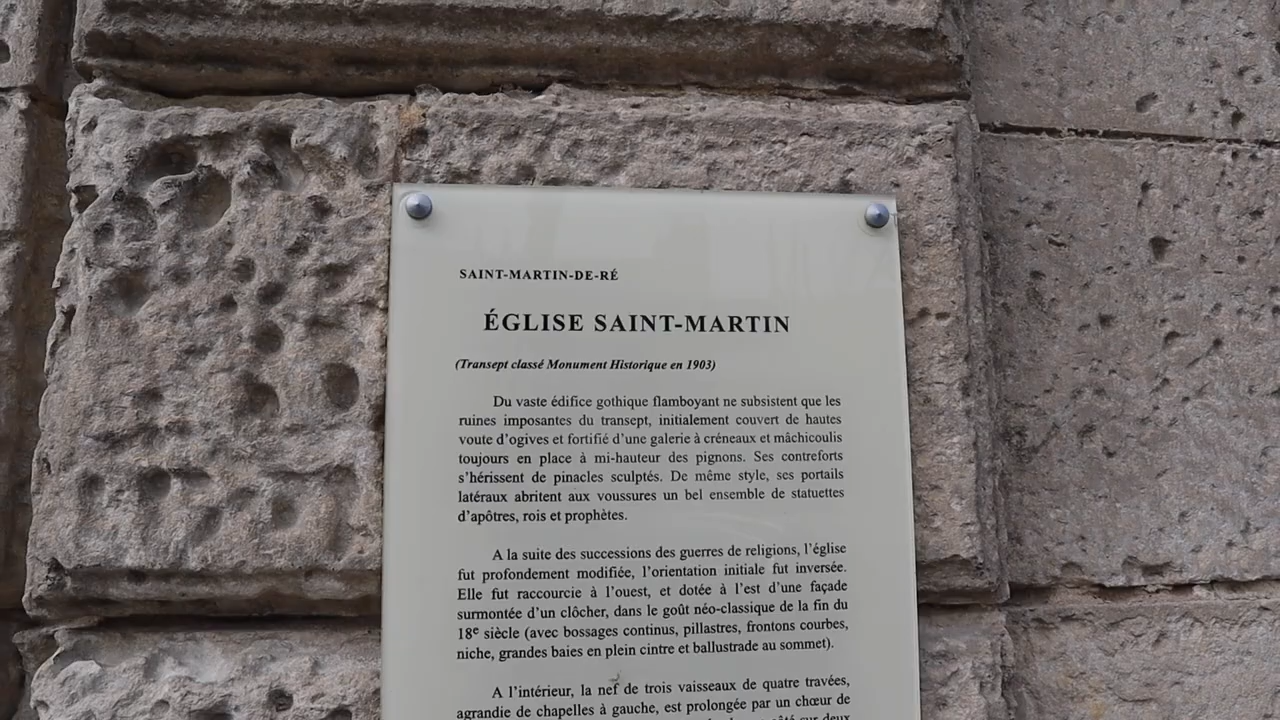 SAINT-MARTIN-DE-RÉ
ÉGLISE SAINT-MARTIN
(Transept classé Monument Historique en 1903)
Du vaste édifice gothique flamboyant ne subsistent que les
ruines imposantes du transept, initialement couvert de hautes
voute d'ogives et fortifié d'une galerie à créneaux et mâchicoulis
toujours en place à mi-hauteur des pignons. Ses contreforts
s'hérissent de pinacles sculptés. De même style, ses portails
latéraux abritent aux voussures un bel ensemble de statuettes
d'apôtres, rois et prophètes.
A la suite des successions des guerres de religions, l'église
fut profondement modifiée, l'orientation initiale fut inversée.
Elle fut raccourcie à l'ouest, et dotée à l'est d'une façade
surmontée d'un clôcher, dans le goût néo-classique de la fin du
18e siècle (avec bossages continus, pillastres, frontons courbes,
niche, grandes baies en plein cintre et ballustrade au sommet).
A l'intérieur, la nef de trois vaisseaux de quatre travées,
agrandie de chapelles à gauche, est prolongée par un chœur de
sur deux